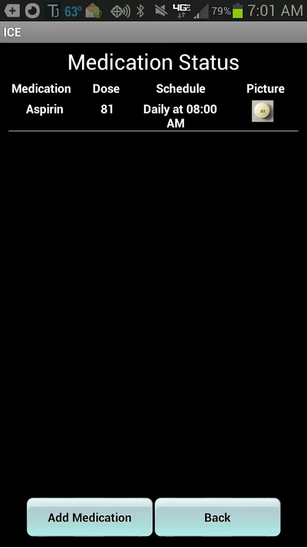 63° 4G 79% 7:01 AM
ICE
Medication Status
Medication Dose Schedule Picture
Aspirin 81 Daily at 08:00
AM
Add Medication Back